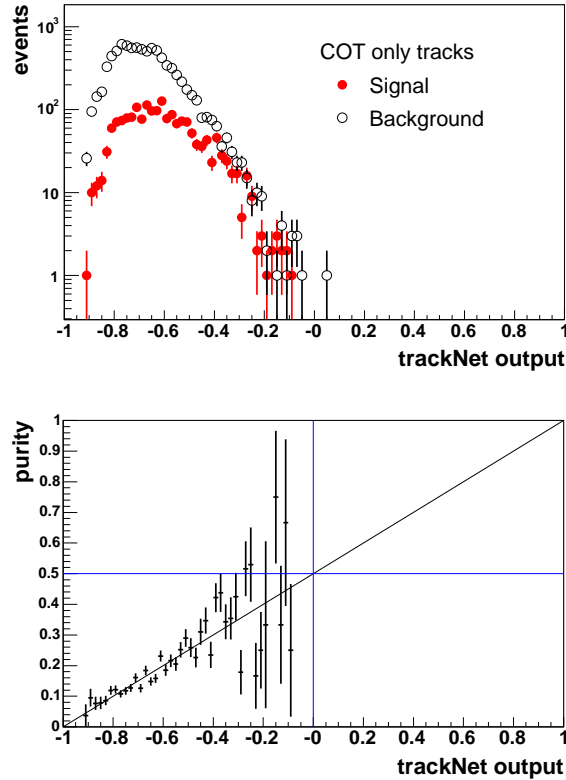 events
10³
10²
10
1
COT only tracks
Signal
Background
-1 -0.8 -0.6 -0.4 -0.2 -0 0.2 0.4 0.6 0.8 1
trackNet output
purity
1
0.9
0.8
0.7
0.6
0.5
0.4
0.3
0.2
0.1
0
-1 -0.8 -0.6 -0.4 -0.2 -0 0.2 0.4 0.6 0.8 1
trackNet output